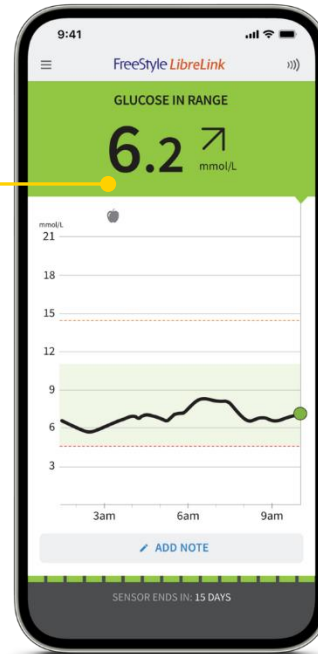 9:41
FreeStyle LibreLink
GLUCOSE IN RANGE
6.2
mmol/L
mmol/L
21
18
15
12
9
6
3
3am 6am 9am
ADD NOTE
SENSOR ENDS IN: 15 DAYS